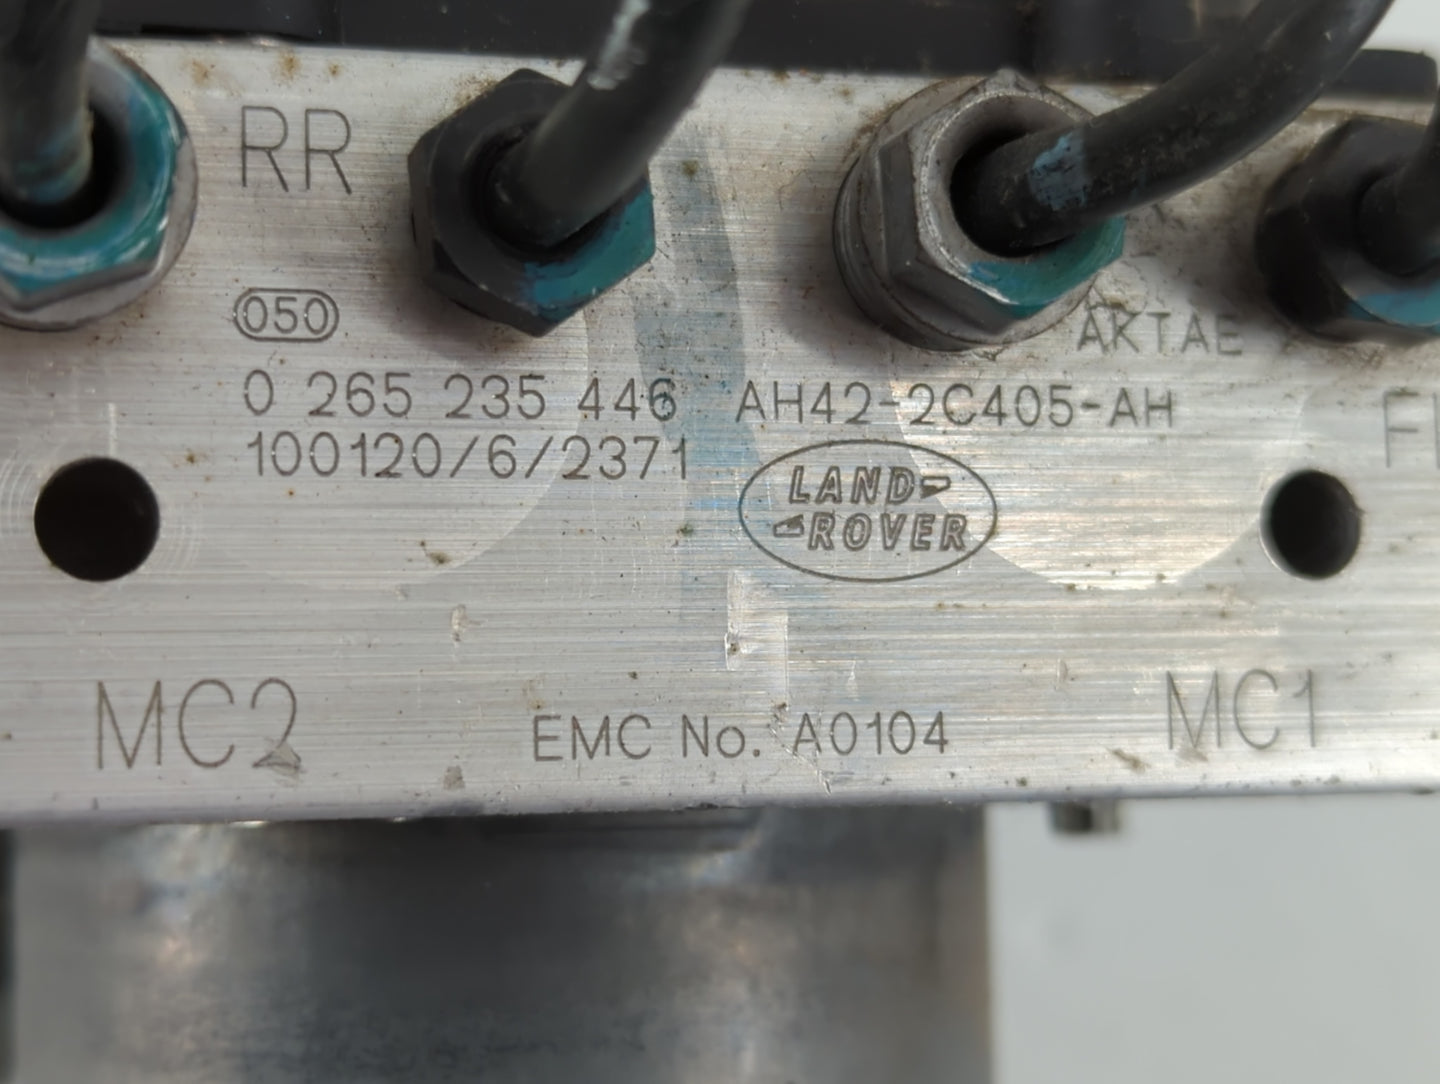 RR
050
AKTAE
0 265 235 446 AH42-2C405-AH
100120/6/2371
LAND
ROVER
MC2
EMC No. A0104
MC1